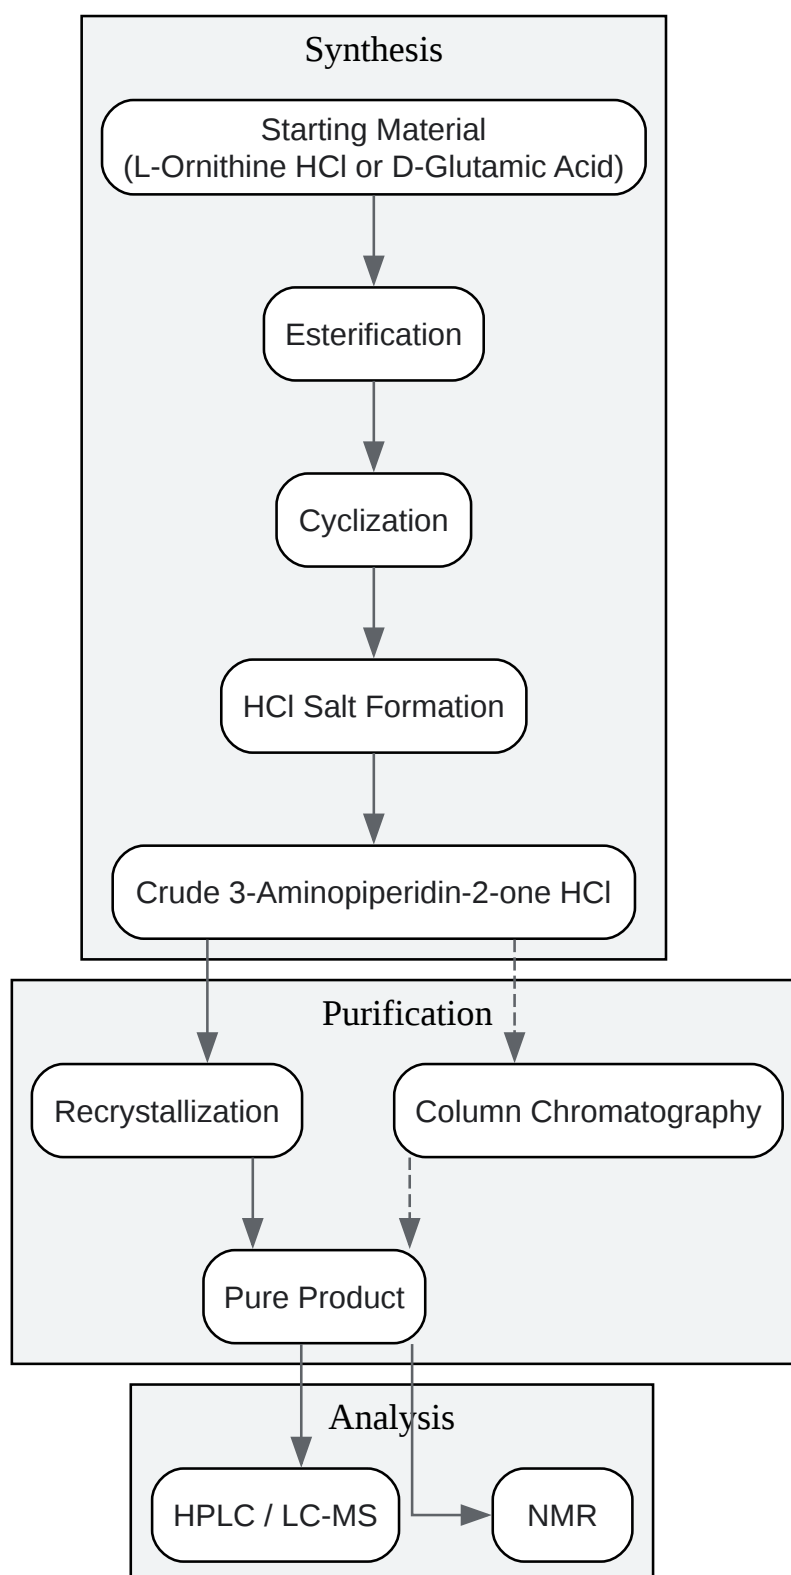 Synthesis
Starting Material
(L-Ornithine HCl or D-Glutamic Acid)
Esterification
Cyclization
HCl Salt Formation
Crude 3-Aminopiperidin-2-one HCl
Purification
Recrystallization
Column Chromatography
Pure Product
Analysis
HPLC / LC-MS
NMR